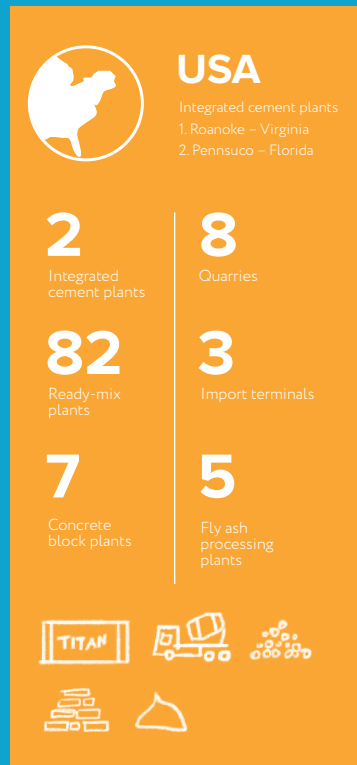 USA
Integrated cement plants
1. Roanoke – Virginia
2. Pennsuco – Florida
2
Integrated
cement plants
8
Quarries
82
Ready-mix
plants
3
Import terminals
7
Concrete
block plants
5
Fly ash
processing
plants
TITAN